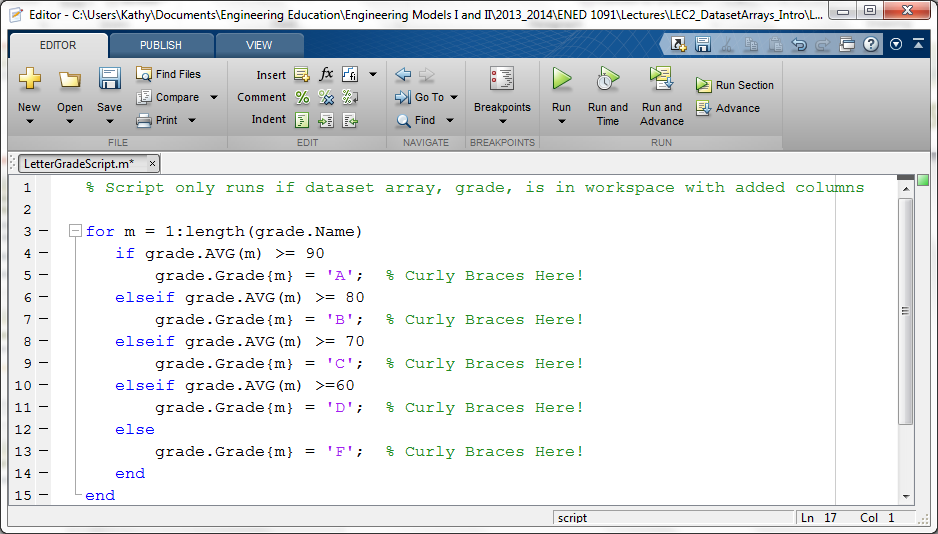 Editor - C:\Users\Kathy\Documents\Engineering Education\Engineering Models I and II\2013_2014\ENED 1091\Lectures\LEC2_DatasetArrays_Intro\L...
EDITOR PUBLISH VIEW
New Open Save Find Files Compare Print
FILE
Insert fx
Comment
Indent
EDIT
Go To
Find
NAVIGATE
Breakpoints
BREAKPOINTS
Run Run and Time Run and Advance Run Section Advance
RUN
LetterGradeScript.m* ×
1 % Script only runs if dataset array, grade, is in workspace with added columns
2
3 – for m = 1:length(grade.Name)
4 – if grade.AVG(m) >= 90
5 – grade.Grade{m} = 'A'; % Curly Braces Here!
6 – elseif grade.AVG(m) >= 80
7 – grade.Grade{m} = 'B'; % Curly Braces Here!
8 – elseif grade.AVG(m) >= 70
9 – grade.Grade{m} = 'C'; % Curly Braces Here!
10 – elseif grade.AVG(m) >=60
11 – grade.Grade{m} = 'D'; % Curly Braces Here!
12 – else
13 – grade.Grade{m} = 'F'; % Curly Braces Here!
14 – end
15 – end
script Ln 17 Col 1